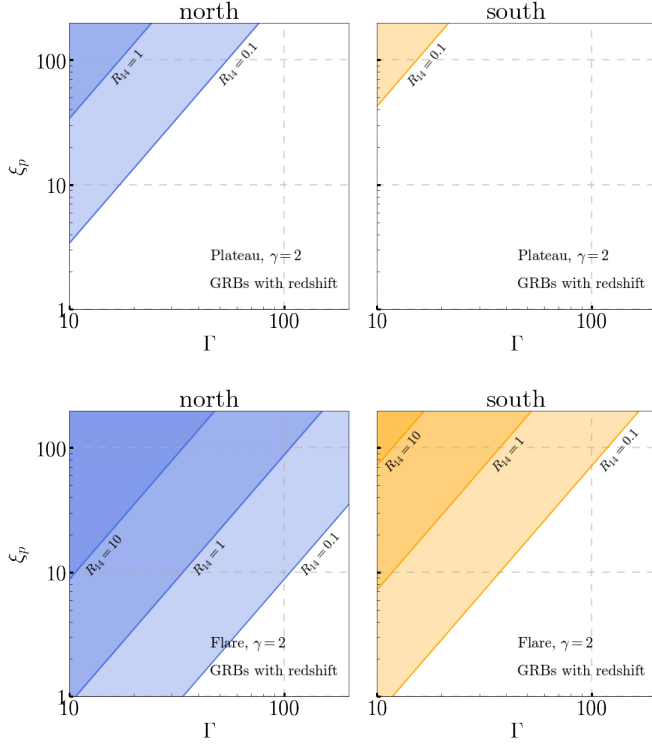 north
south
100
10
1
ξp
R14 = 1
R14 = 0.1
R14 = 0.1
Plateau, γ = 2
GRBs with redshift
Plateau, γ = 2
GRBs with redshift
10
100
10
100
Γ
Γ
north
south
100
10
1
ξp
R14 = 10
R14 = 1
R14 = 0.1
R14 = 10
R14 = 1
R14 = 0.1
Flare, γ = 2
GRBs with redshift
Flare, γ = 2
GRBs with redshift
10
100
10
100
Γ
Γ